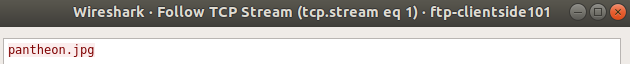 Wireshark · Follow TCP Stream (tcp.stream eq 1) · ftp-clientside101
pantheon.jpg